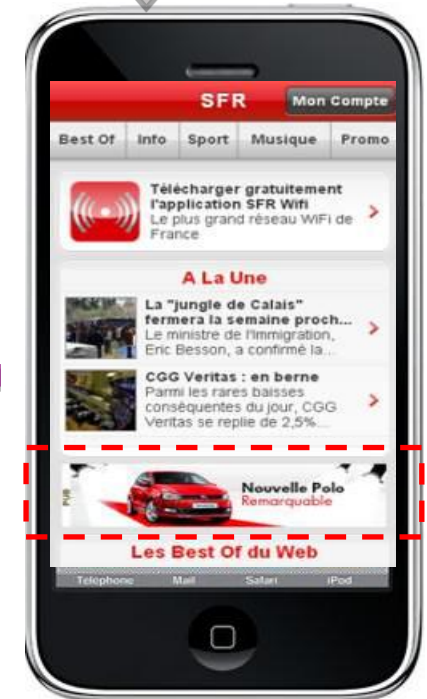 SFR
Mon Compte
Best Of Info Sport Musique Promo
Télécharger gratuitement
l'application SFR Wifi
Le plus grand réseau WiFi de
France
A La Une
La "jungle de Calais"
fermera la semaine proch...
Le ministre de l'Immigration,
Eric Besson, a confirmé la...
CGG Veritas : en berne
Parmi les rares baisses
conséquentes du jour, CGG
Veritas se replie de 2,5%...
PUB
Nouvelle Polo
Remarquable
Les Best Of du Web
Téléphone Mail Safari iPod